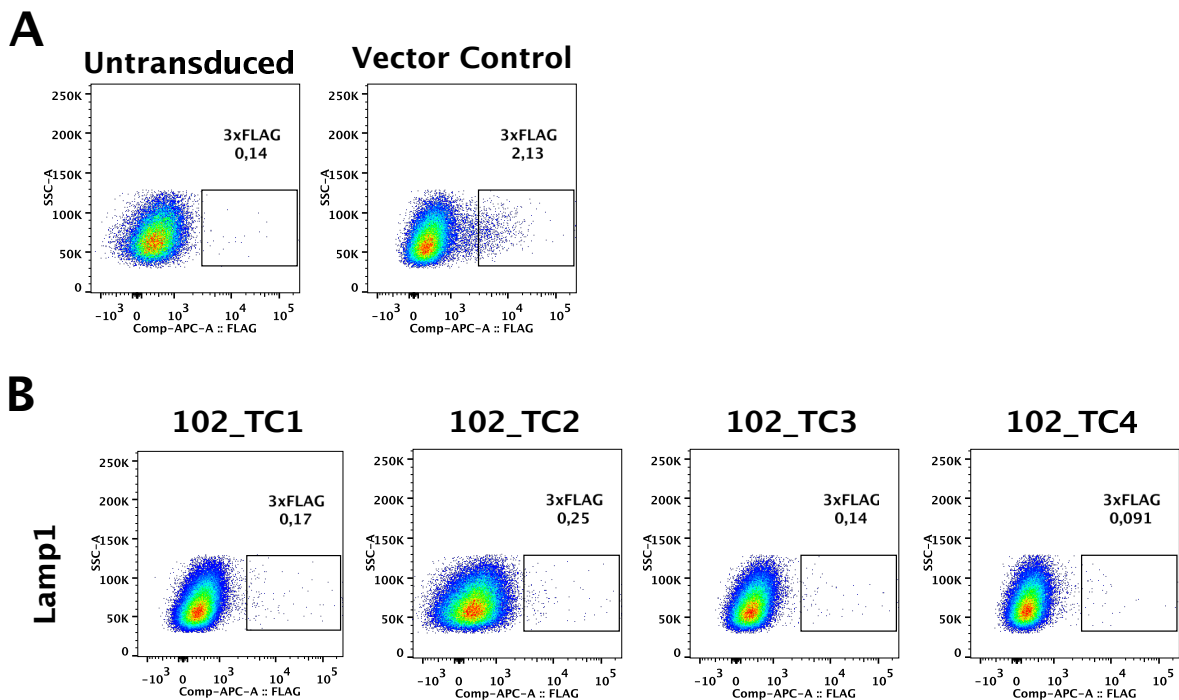 A
Untransduced
Vector Control
250K
200K
150K
100K
50K
0
SSC-A
3xFLAG
0,14
-10³ 0 10³ 10⁴ 10⁵
Comp-APC-A :: FLAG
250K
200K
150K
100K
50K
0
SSC-A
3xFLAG
2,13
-10³ 0 10³ 10⁴ 10⁵
Comp-APC-A :: FLAG
B
Lamp1
102_TC1
102_TC2
102_TC3
102_TC4
250K
200K
150K
100K
50K
0
SSC-A
3xFLAG
0,17
-10³ 0 10³ 10⁴ 10⁵
Comp-APC-A :: FLAG
250K
200K
150K
100K
50K
0
SSC-A
3xFLAG
0,25
-10³ 0 10³ 10⁴ 10⁵
Comp-APC-A :: FLAG
250K
200K
150K
100K
50K
0
SSC-A
3xFLAG
0,14
-10³ 0 10³ 10⁴ 10⁵
Comp-APC-A :: FLAG
250K
200K
150K
100K
50K
0
SSC-A
3xFLAG
0,091
-10³ 0 10³ 10⁴ 10⁵
Comp-APC-A :: FLAG